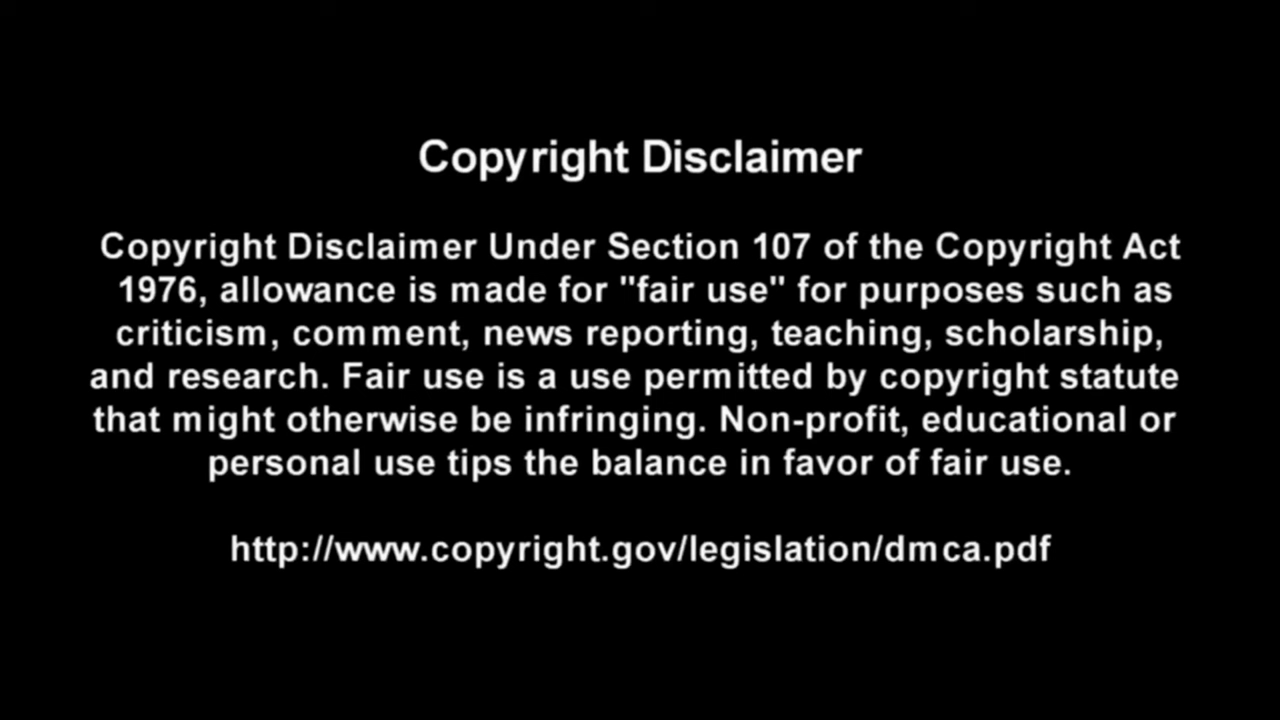 Copyright Disclaimer
Copyright Disclaimer Under Section 107 of the Copyright Act
1976, allowance is made for "fair use" for purposes such as
criticism, comment, news reporting, teaching, scholarship,
and research. Fair use is a use permitted by copyright statute
that might otherwise be infringing. Non-profit, educational or
personal use tips the balance in favor of fair use.
http://www.copyright.gov/legislation/dmca.pdf